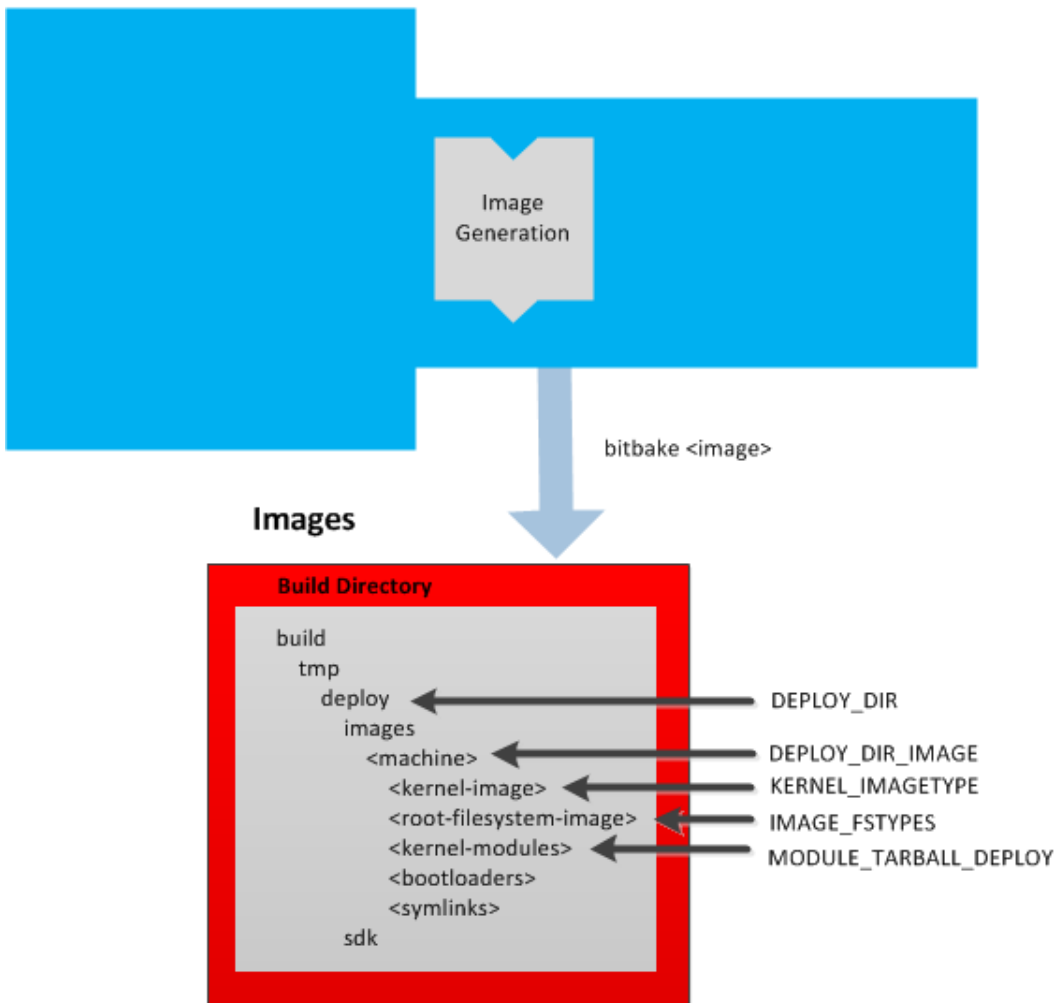 Image
Generation
bitbake <image>
Images
Build Directory
build
tmp
deploy
DEPLOY_DIR
images
<machine>
DEPLOY_DIR_IMAGE
<kernel-image>
KERNEL_IMAGETYPE
<root-filesystem-image>
IMAGE_FSTYPES
<kernel-modules>
MODULE_TARBALL_DEPLOY
<bootloaders>
<symlinks>
sdk